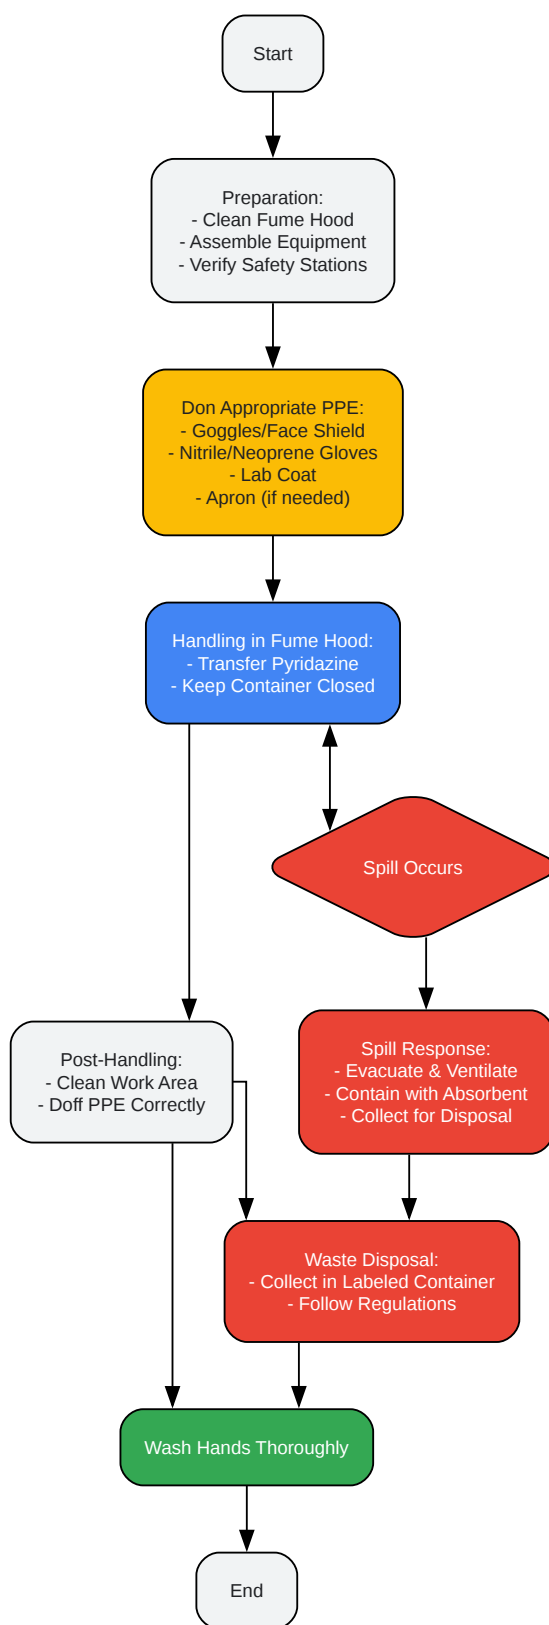 Start
Preparation:
- Clean Fume Hood
- Assemble Equipment
- Verify Safety Stations
Don Appropriate PPE:
- Goggles/Face Shield
- Nitrile/Neoprene Gloves
- Lab Coat
- Apron (if needed)
Handling in Fume Hood:
- Transfer Pyridazine
- Keep Container Closed
Spill Occurs
Post-Handling:
- Clean Work Area
- Doff PPE Correctly
Spill Response:
- Evacuate & Ventilate
- Contain with Absorbent
- Collect for Disposal
Waste Disposal:
- Collect in Labeled Container
- Follow Regulations
Wash Hands Thoroughly
End